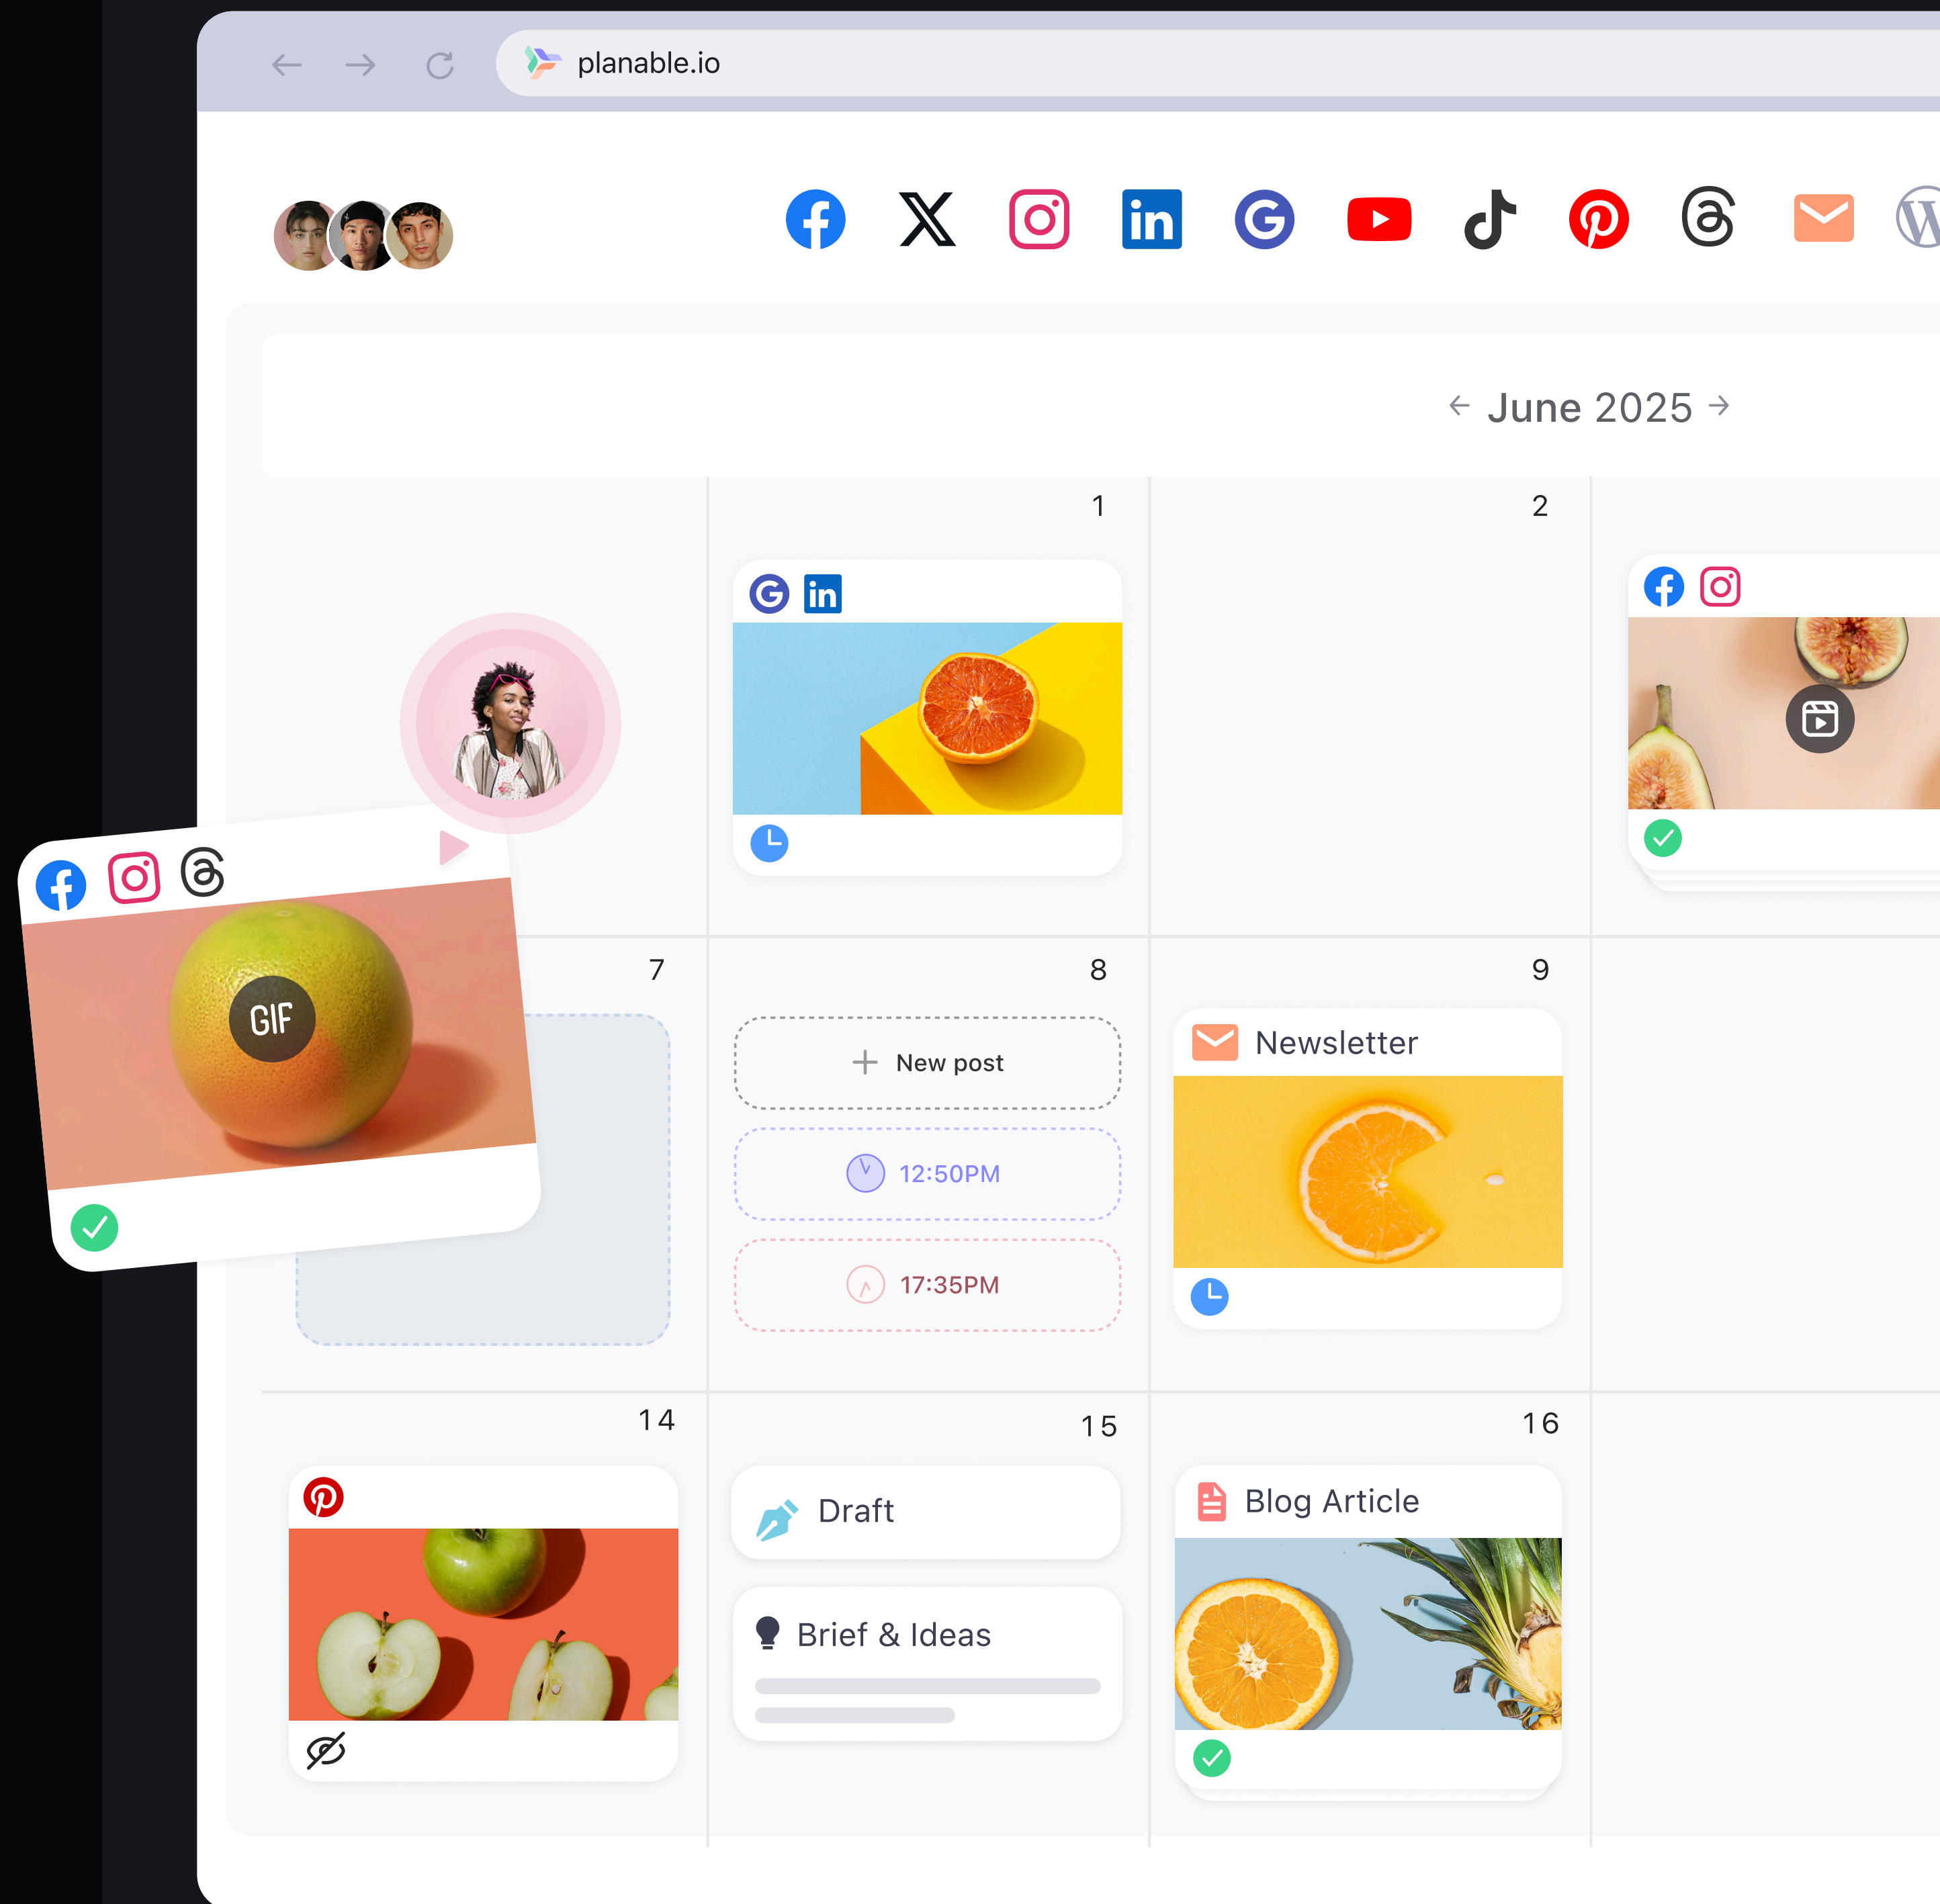 planable.io
June 2025
1
2
7
8
9
GIF
New post
Newsletter
12:50PM
17:35PM
14
15
16
Draft
Blog Article
Brief & Ideas